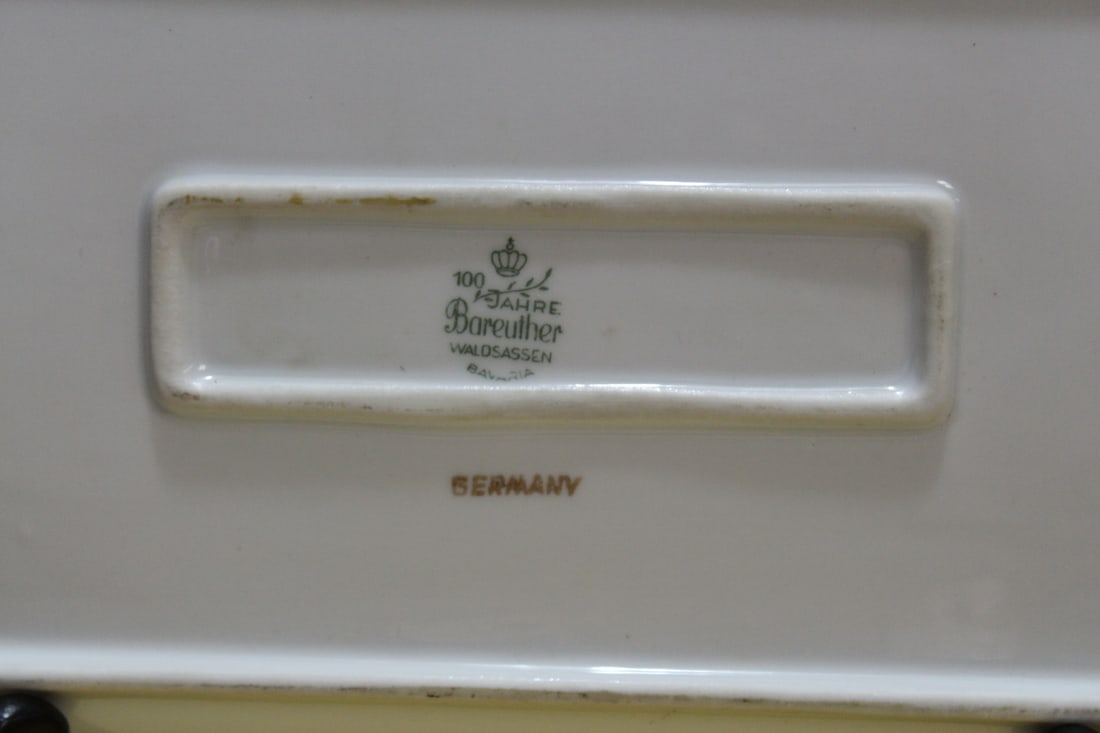 100
JAHRE
Bareuther
WALDSASSEN
BAVARIA
GERMANY